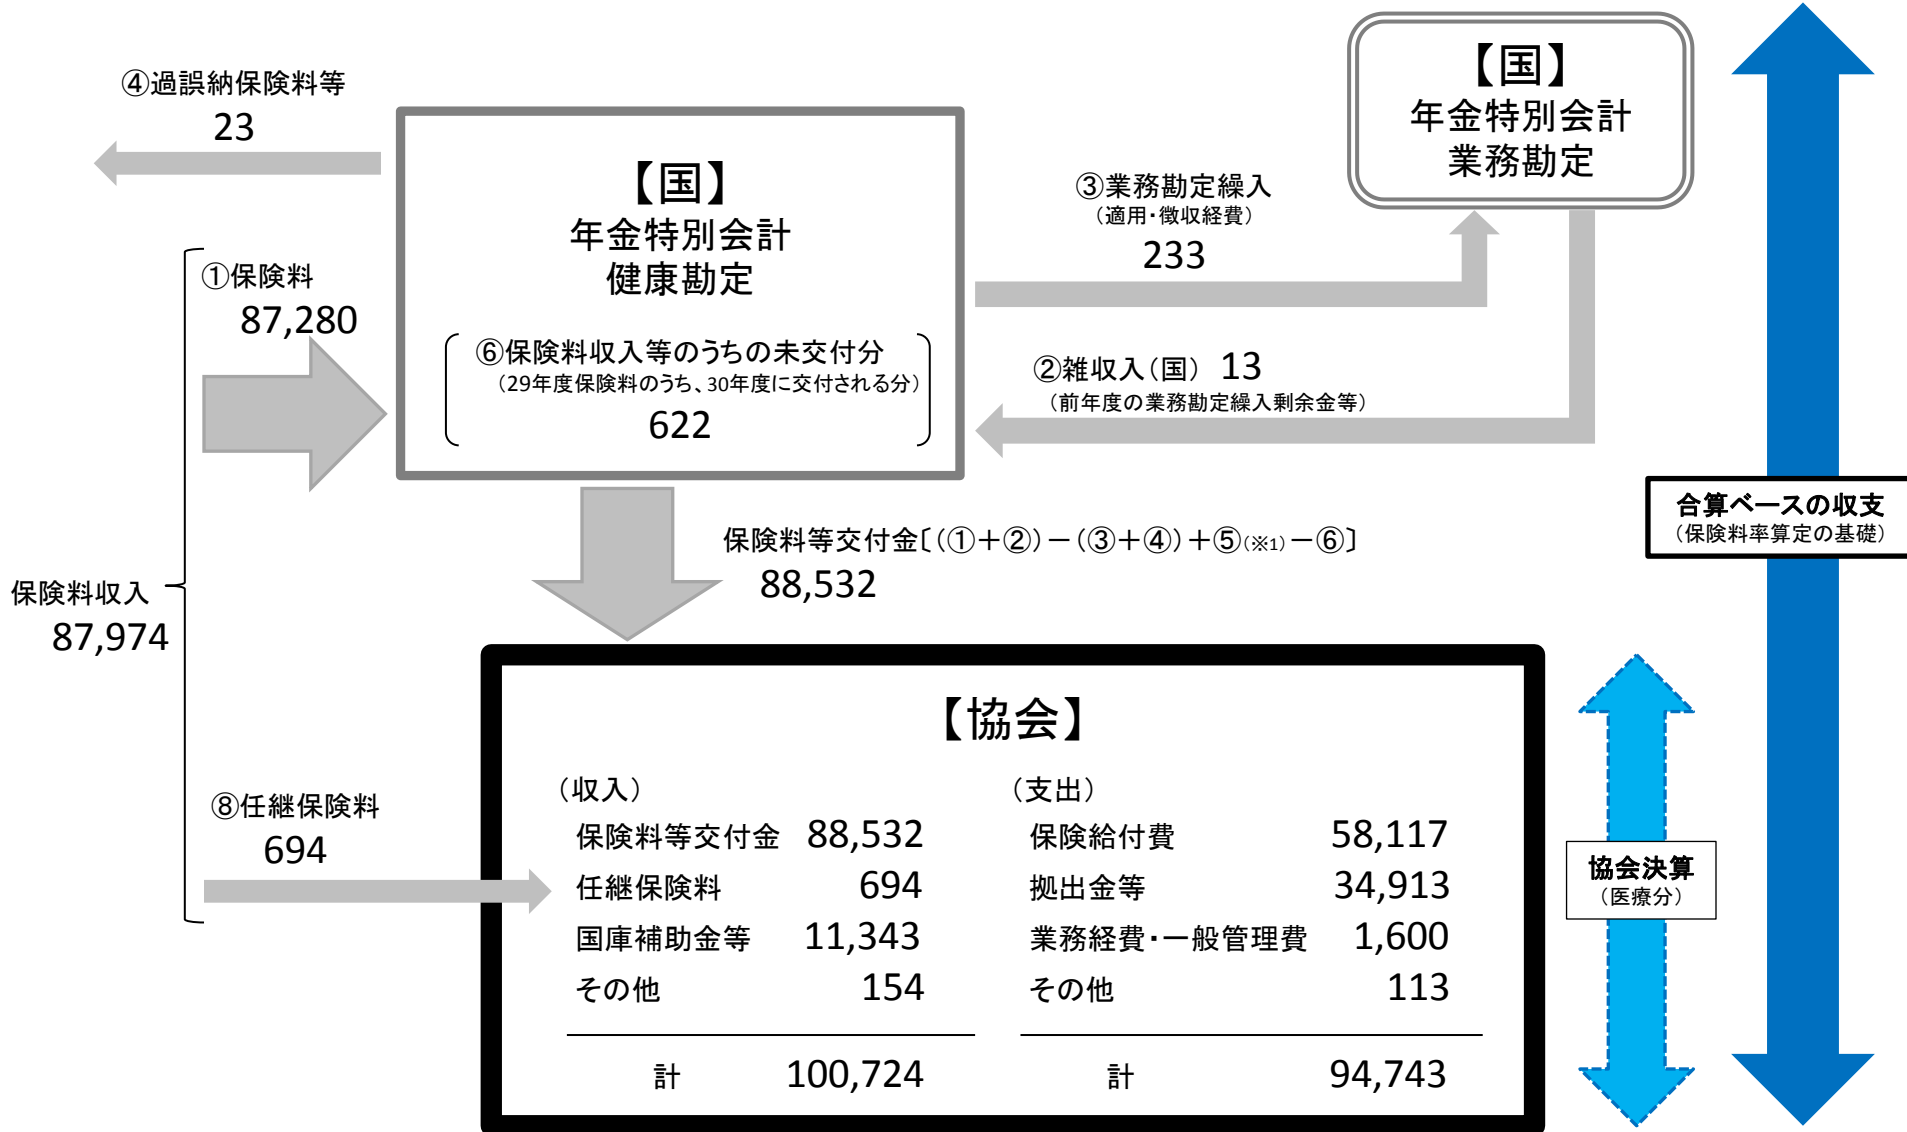 ④過誤納保険料等
23
【国】
年金特別会計
健康勘定
⑥保険料収入等のうちの未交付分
（29年度保険料のうち、30年度に交付される分）
622
【国】
年金特別会計
業務勘定
③業務勘定繰入
（適用・徴収経費）
233
②雑収入（国） 13
（前年度の業務勘定繰入剰余金等）
①保険料
87,280
保険料収入
87,974
保険料等交付金〔（①＋②）－（③＋④）＋⑤（※1）－⑥〕
88,532
合算ベースの収支
（保険料率算定の基礎）
⑧任継保険料
694
【協会】
（収入） （支出）
保険料等交付金 88,532 保険給付費 58,117
任継保険料 694 拠出金等 34,913
国庫補助金等 11,343 業務経費・一般管理費 1,600
その他 154 その他 113
計 100,724 計 94,743
協会決算
（医療分）